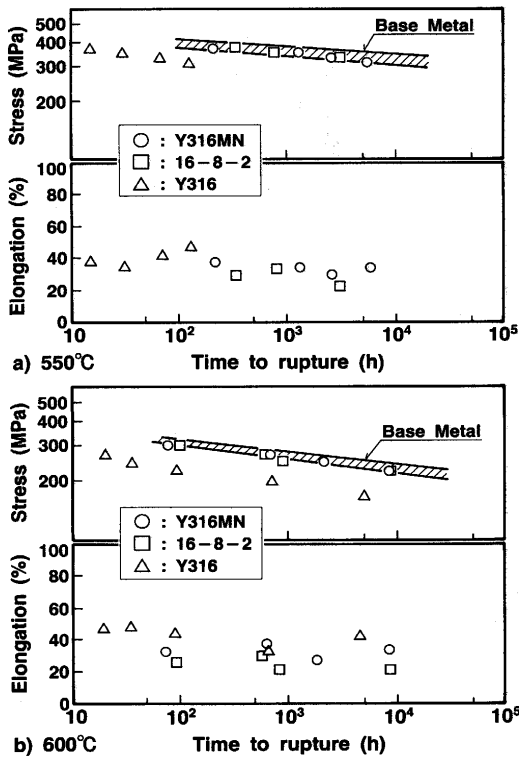 500
400
300
200
Stress (MPa)
Base Metal
○ : Y316MN
□ : 16-8-2
△ : Y316
100
80
60
40
20
0
Elongation (%)
10 10² 10³ 10⁴ 10⁵
a) 550℃ Time to rupture (h)
500
400
300
200
Stress (MPa)
Base Metal
○ : Y316MN
□ : 16-8-2
△ : Y316
100
80
60
40
20
0
Elongation (%)
10 10² 10³ 10⁴ 10⁵
b) 600℃ Time to rupture (h)